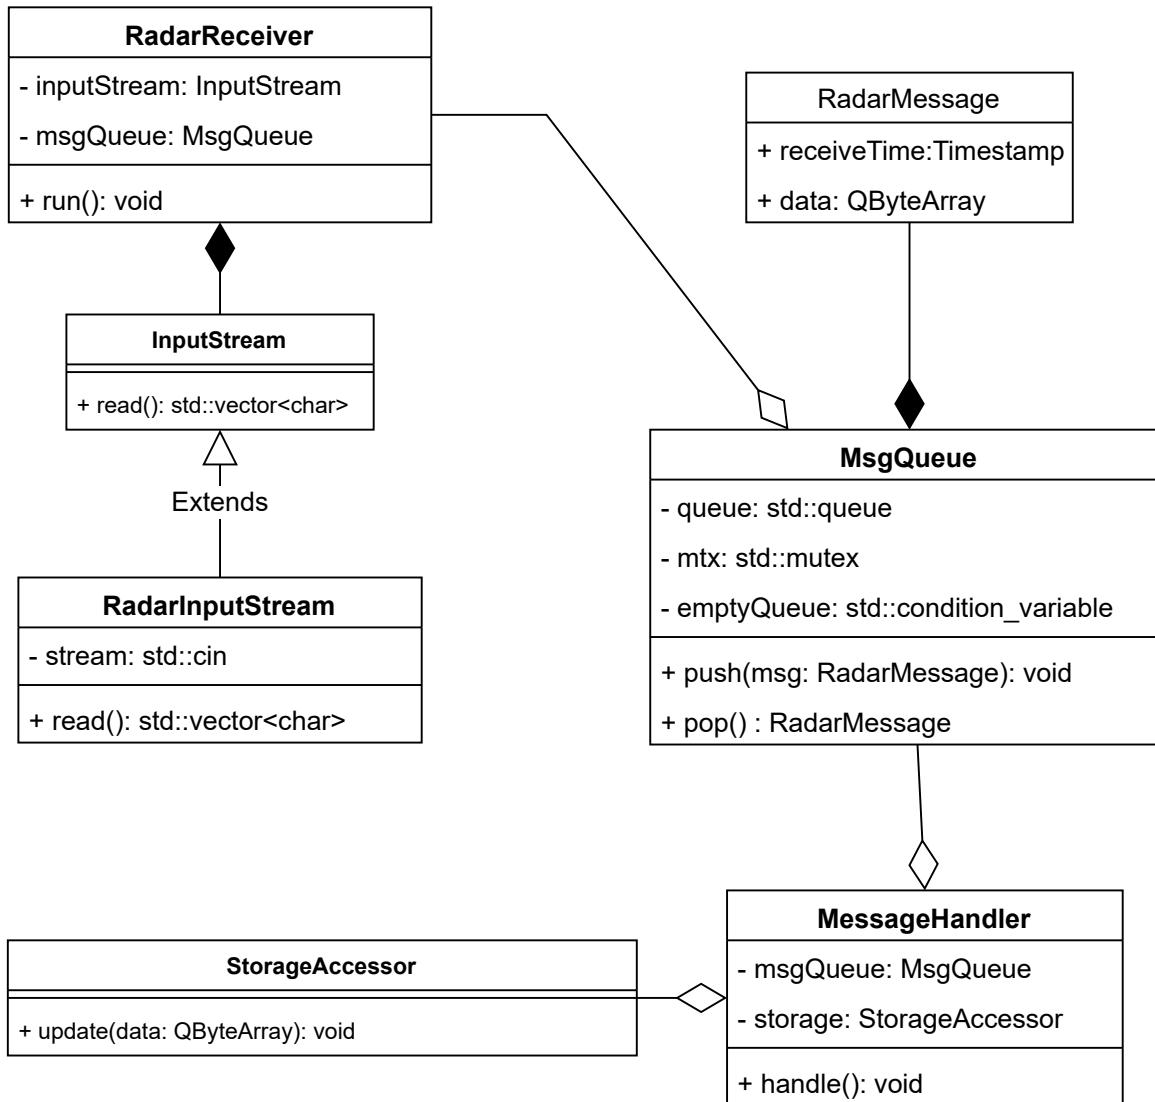 RadarReceiver
- inputStream: InputStream
- msgQueue: MsgQueue
+ run(): void
RadarMessage
+ receiveTime:Timestamp
+ data: QByteArray
InputStream
+ read(): std::vector<char>
Extends
RadarInputStream
- stream: std::cin
+ read(): std::vector<char>
MsgQueue
- queue: std::queue
- mtx: std::mutex
- emptyQueue: std::condition_variable
+ push(msg: RadarMessage): void
+ pop() : RadarMessage
StorageAccessor
+ update(data: QByteArray): void
MessageHandler
- msgQueue: MsgQueue
- storage: StorageAccessor
+ handle(): void